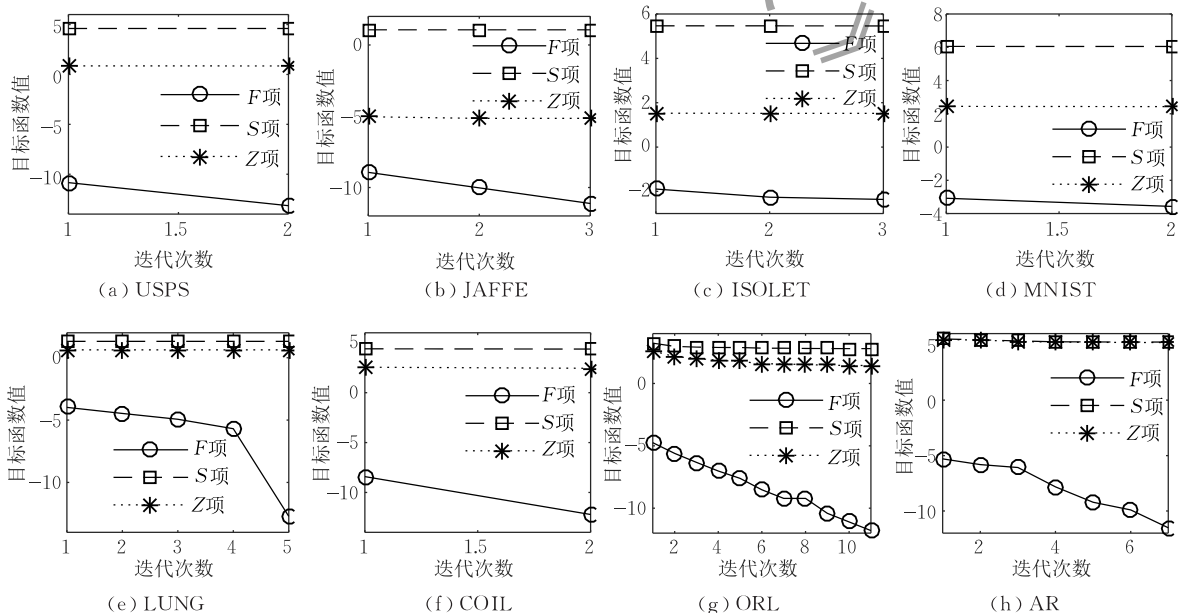 5
0
−5
−10
1
1.5
2
目标函数值
迭代次数
F项
S项
Z项
(a) USPS
0
−5
−10
1
2
3
目标函数值
迭代次数
F项
S项
Z项
(b) JAFFE
6
4
2
0
−2
1
2
3
目标函数值
迭代次数
F项
S项
Z项
(c) ISOLET
8
6
4
2
0
−2
−4
1
1.5
2
目标函数值
迭代次数
F项
S项
Z项
(d) MNIST
0
−5
−10
1
2
3
4
5
目标函数值
迭代次数
F项
S项
Z项
(e) LUNG
5
0
−5
−10
1
1.5
2
目标函数值
迭代次数
F项
S项
Z项
(f) COIL
0
−5
−10
2
4
6
8
10
目标函数值
迭代次数
F项
S项
Z项
(g) ORL
5
0
−5
−10
2
4
6
目标函数值
迭代次数
F项
S项
Z项
(h) AR